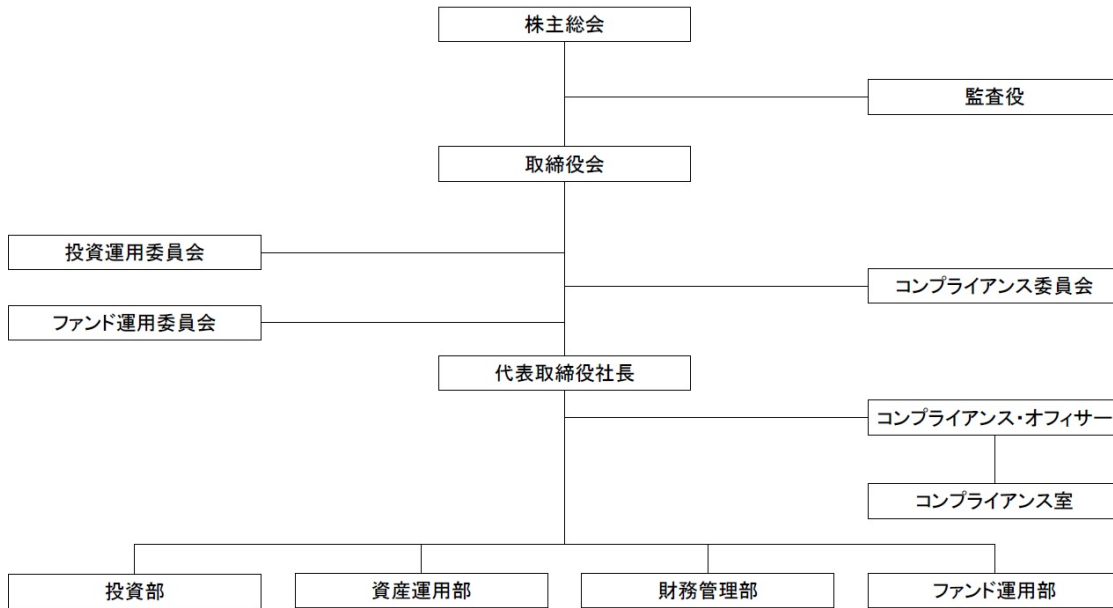 株主総会
監査役
取締役会
投資運用委員会
コンプライアンス委員会
ファンド運用委員会
代表取締役社長
コンプライアンス・オフィサー
コンプライアンス室
投資部
資産運用部
財務管理部
ファンド運用部